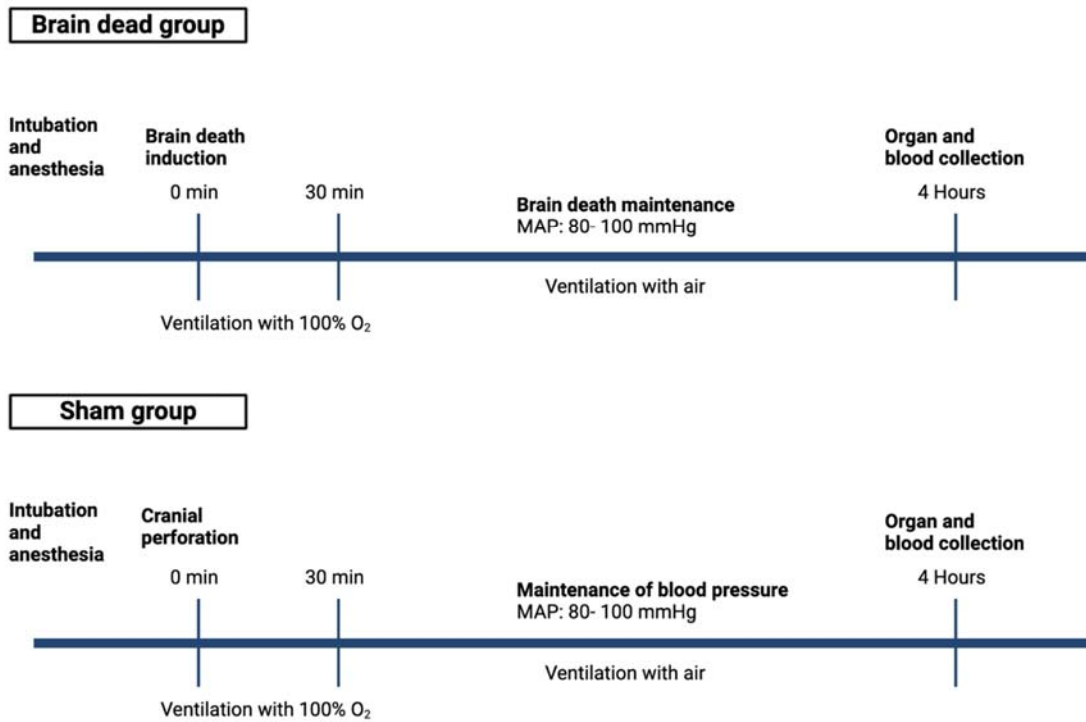 Brain dead group
Intubation
and
anesthesia
Brain death
induction
0 min
30 min
Brain death maintenance
MAP: 80- 100 mmHg
Organ and
blood collection
4 Hours
Ventilation with air
Ventilation with 100% O₂
Sham group
Intubation
and
anesthesia
Cranial
perforation
0 min
30 min
Maintenance of blood pressure
MAP: 80- 100 mmHg
Organ and
blood collection
4 Hours
Ventilation with air
Ventilation with 100% O₂